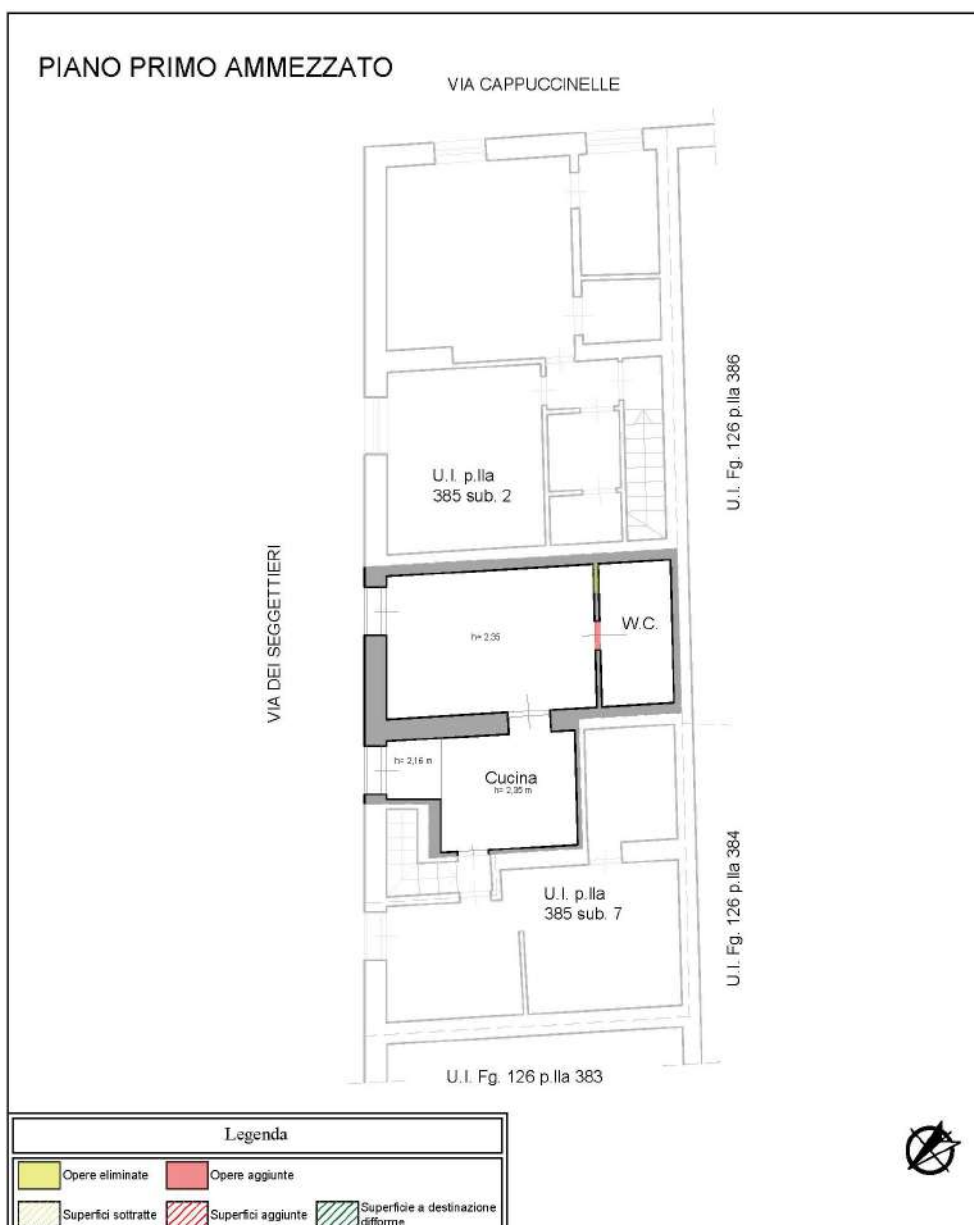 PIANO PRIMO AMMEZZATO
VIA CAPPUCCINELLE
U.I. Fg. 126 p.lla 386
U.I. p.lla
385 sub. 2
VIA DEI SEGGETTIERI
h= 2,35
W.C.
h= 2,16 m
Cucina
h= 2,35 m
U.I. p.lla
385 sub. 7
U.I. Fg. 126 p.lla 384
U.I. Fg. 126 p.lla 383
Legenda
Opere eliminate
Opere aggiunte
Superfici sottratte
Superfici aggiunte
Superficie a destinazione
difforme